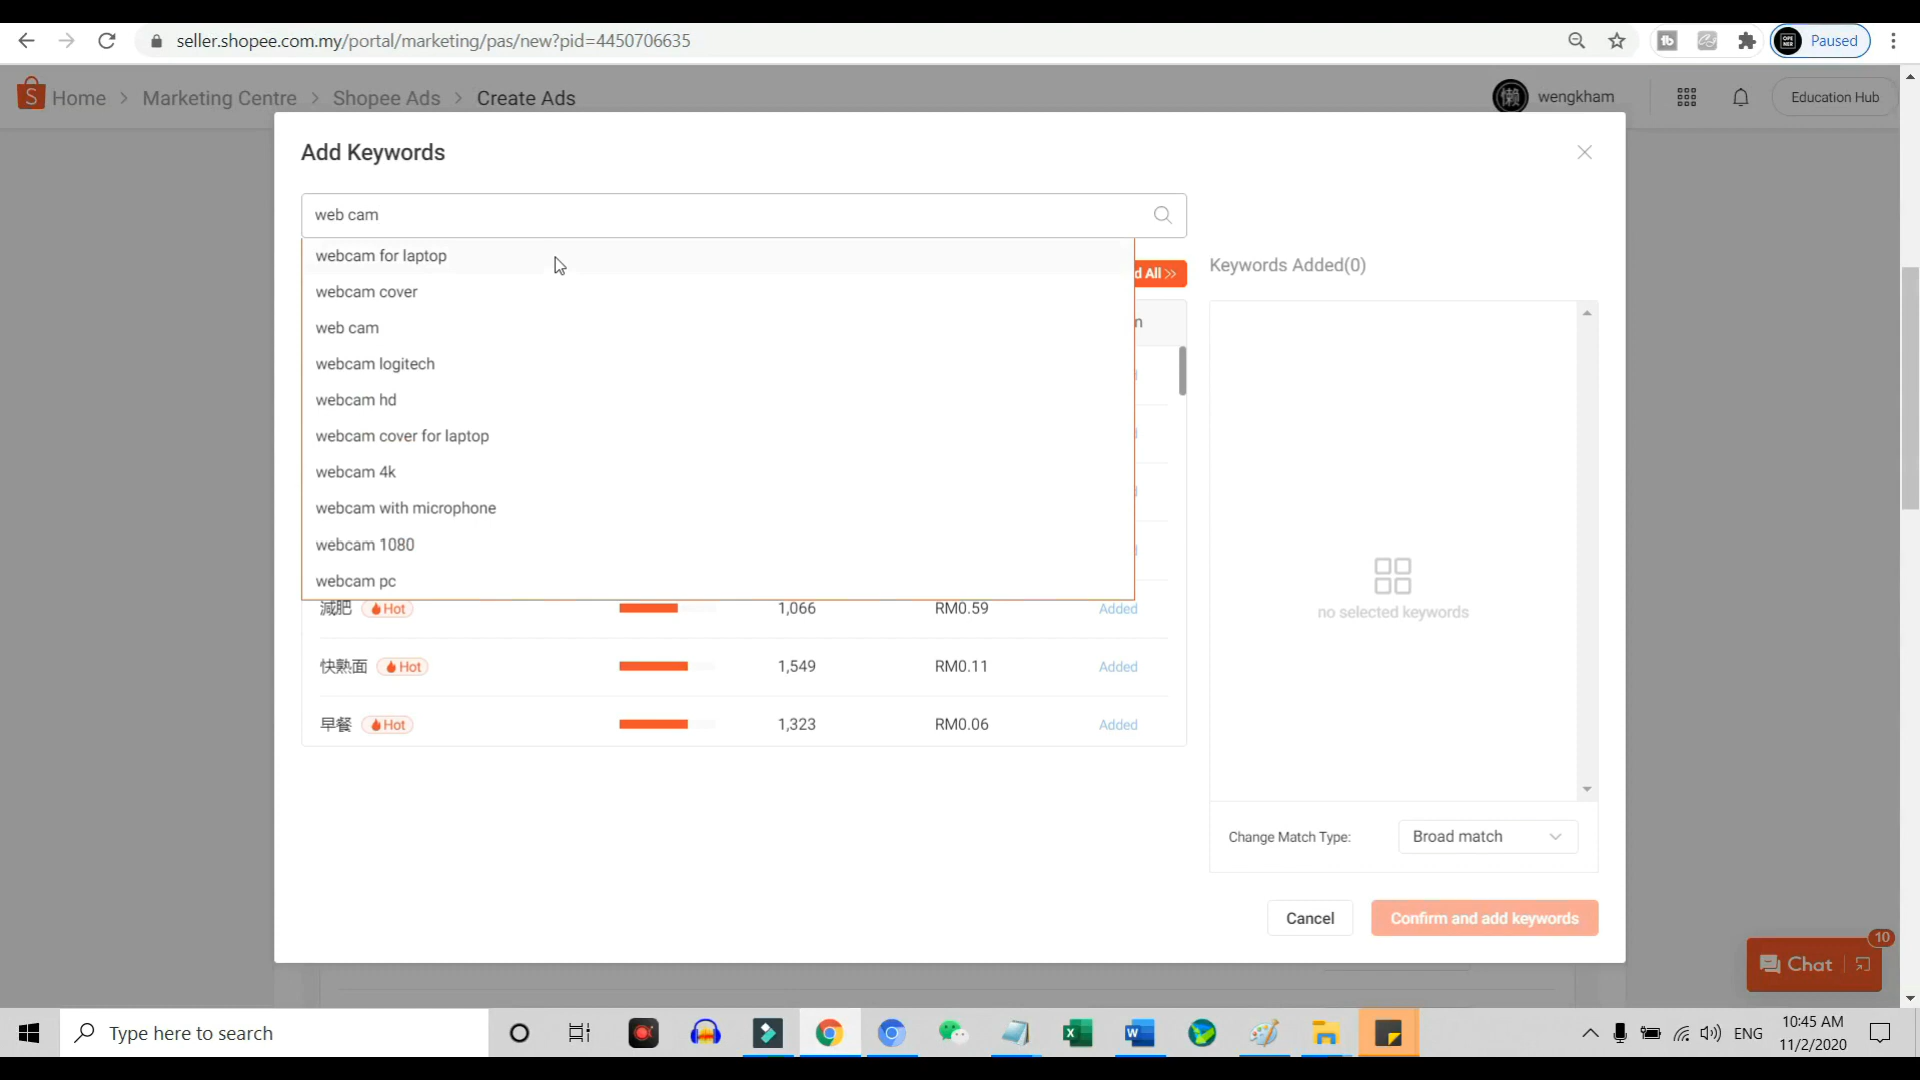 seller.shopee.com.my/portal/marketing/pas/new?pid=4450706635
Paused
Home > Marketing Centre > Shopee Ads > Create Ads
wengkham
Education Hub
Add Keywords
web cam
webcam for laptop
webcam cover
web cam
webcam logitech
webcam hd
webcam cover for laptop
webcam 4k
webcam with microphone
webcam 1080
webcam pc
d All >>
n
Keywords Added(0)
no selected keywords
減肥 Hot 1,066 RM0.59 Added
快熟面 Hot 1,549 RM0.11 Added
早餐 Hot 1,323 RM0.06 Added
Change Match Type: Broad match
Cancel
Confirm and add keywords
10
Chat
Type here to search
ENG
10:45 AM
11/2/2020